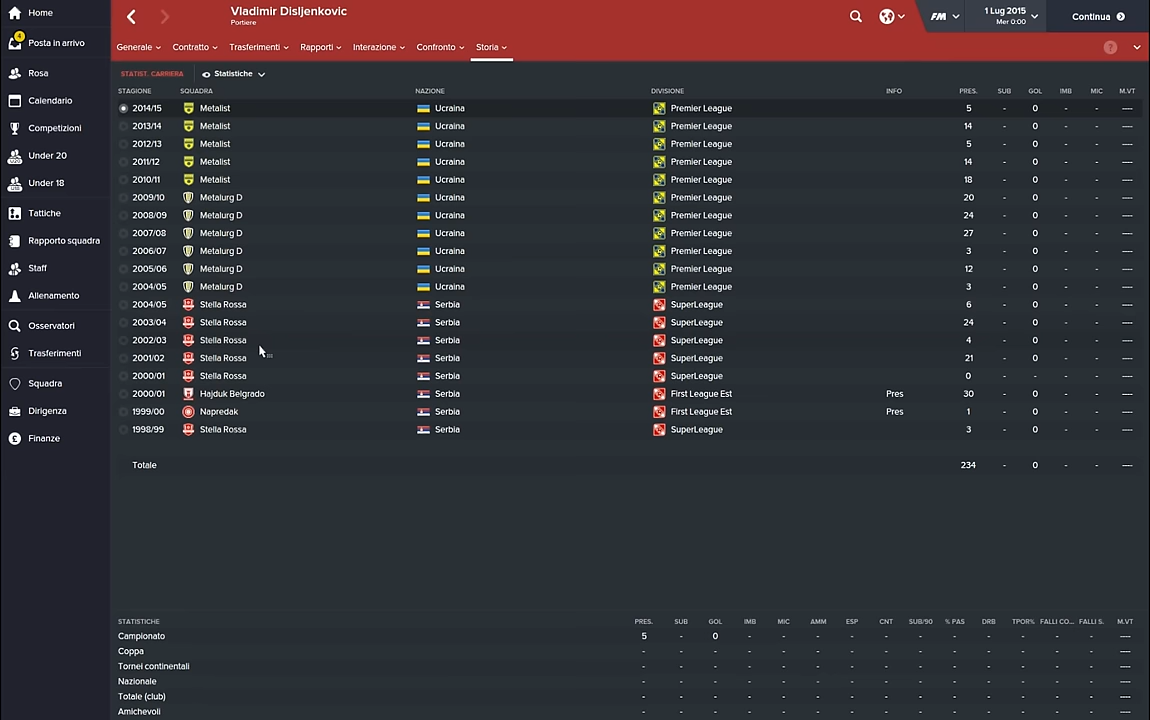 Home
4
Posta in arrivo
Rosa
Calendario
Competizioni
Under 20
Under 18
Tattiche
Rapporto squadra
Staff
Allenamento
Osservatori
Trasferimenti
Squadra
Dirigenza
Finanze
Vladimir Disljenkovic
Portiere
FM
1 Lug 2015
Mer 0:00
Continua
Generale Contratto Trasferimenti Rapporti Interazione Confronto Storia ?
STATIST. CARRIERA Statistiche
STAGIONE SQUADRA NAZIONE DIVISIONE INFO PRES. SUB GOL IMB MIC M.VT
2014/15 Metalist Ucraina Premier League 5 - 0 - - ----
2013/14 Metalist Ucraina Premier League 14 - 0 - - ----
2012/13 Metalist Ucraina Premier League 5 - 0 - - ----
2011/12 Metalist Ucraina Premier League 14 - 0 - - ----
2010/11 Metalist Ucraina Premier League 18 - 0 - - ----
2009/10 Metalurg D Ucraina Premier League 20 - 0 - - ----
2008/09 Metalurg D Ucraina Premier League 24 - 0 - - ----
2007/08 Metalurg D Ucraina Premier League 27 - 0 - - ----
2006/07 Metalurg D Ucraina Premier League 3 - 0 - - ----
2005/06 Metalurg D Ucraina Premier League 12 - 0 - - ----
2004/05 Metalurg D Ucraina Premier League 3 - 0 - - ----
2004/05 Stella Rossa Serbia SuperLeague 6 - 0 - - ----
2003/04 Stella Rossa Serbia SuperLeague 24 - 0 - - ----
2002/03 Stella Rossa Serbia SuperLeague 4 - 0 - - ----
2001/02 Stella Rossa Serbia SuperLeague 21 - 0 - - ----
2000/01 Stella Rossa Serbia SuperLeague 0 - - - - ----
2000/01 Hajduk Belgrado Serbia First League Est Pres 30 - 0 - - ----
1999/00 Napredak Serbia First League Est Pres 1 - 0 - - ----
1998/99 Stella Rossa Serbia SuperLeague 3 - 0 - - ----
Totale 234 - 0 - - ----
STATISTICHE PRES. SUB GOL IMB MIC AMM ESP CNT SUB/90 % PAS DRB TPOR% FALLI CO... FALLI S. M.VT
Campionato 5 - 0 - - - - - - - - - - - ----
Coppa - - - - - - - - - - - - - - ----
Tornei continentali - - - - - - - - - - - - - - ----
Nazionale - - - - - - - - - - - - - - ----
Totale (club) - - - - - - - - - - - - - - ----
Amichevoli - - - - - - - - - - - - - - ----